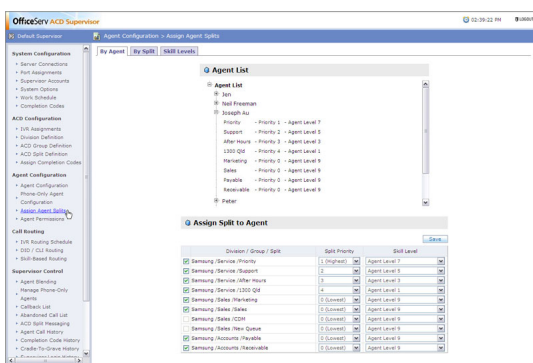 OfficeServ ACD Supervisor
02:39:22 PM
LOGOUT
Default Supervisor
Agent Configuration > Assign Agent Splits
System Configuration
Server Connections
Port Assignments
Supervisor Accounts
System Options
Work Schedule
Completion Codes
ACD Configuration
IVR Assignments
Division Definition
ACD Group Definition
ACD Split Definition
Assign Completion Codes
Agent Configuration
Agent Configuration
Phone-Only Agent
Configuration
Assign Agent Splits
Agent Permissions
Call Routing
IVR Routing Schedule
DID / CLI Routing
Skill-Based Routing
Supervisor Control
Agent Blending
Manage Phone-Only
Agents
Callback List
Abandoned Call List
ACD Split Messaging
Agent Call History
Completion Code History
Cradle-To-Grave History
Supervisor Login History
By Agent By Split Skill Levels
Agent List
Agent List
Jen
Neil Freeman
Joseph Au
Priority - Priority 1 - Agent Level 7
Support - Priority 2 - Agent Level 5
After Hours - Priority 3 - Agent Level 3
1300 Qld - Priority 4 - Agent Level 1
Marketing - Priority 0 - Agent Level 9
Sales - Priority 0 - Agent Level 9
Payable - Priority 0 - Agent Level 9
Receivable - Priority 0 - Agent Level 9
Peter
Assign Split to Agent
Save
Division / Group / Split Split Priority Skill Level
Samsung /Service /Priority 1 (Highest) Agent Level 7
Samsung /Service /Support 2 Agent Level 5
Samsung /Service /After Hours 3 Agent Level 3
Samsung /Service /1300 Qld 4 Agent Level 1
Samsung /Sales /Marketing 0 (Lowest) Agent Level 9
Samsung /Sales /Sales 0 (Lowest) Agent Level 9
Samsung /Sales /CDM 0 (Lowest) Agent Level 9
Samsung /Sales /New Queue 0 (Lowest) Agent Level 9
Samsung /Accounts /Payable 0 (Lowest) Agent Level 9
Samsung /Accounts /Receivable 0 (Lowest) Agent Level 9